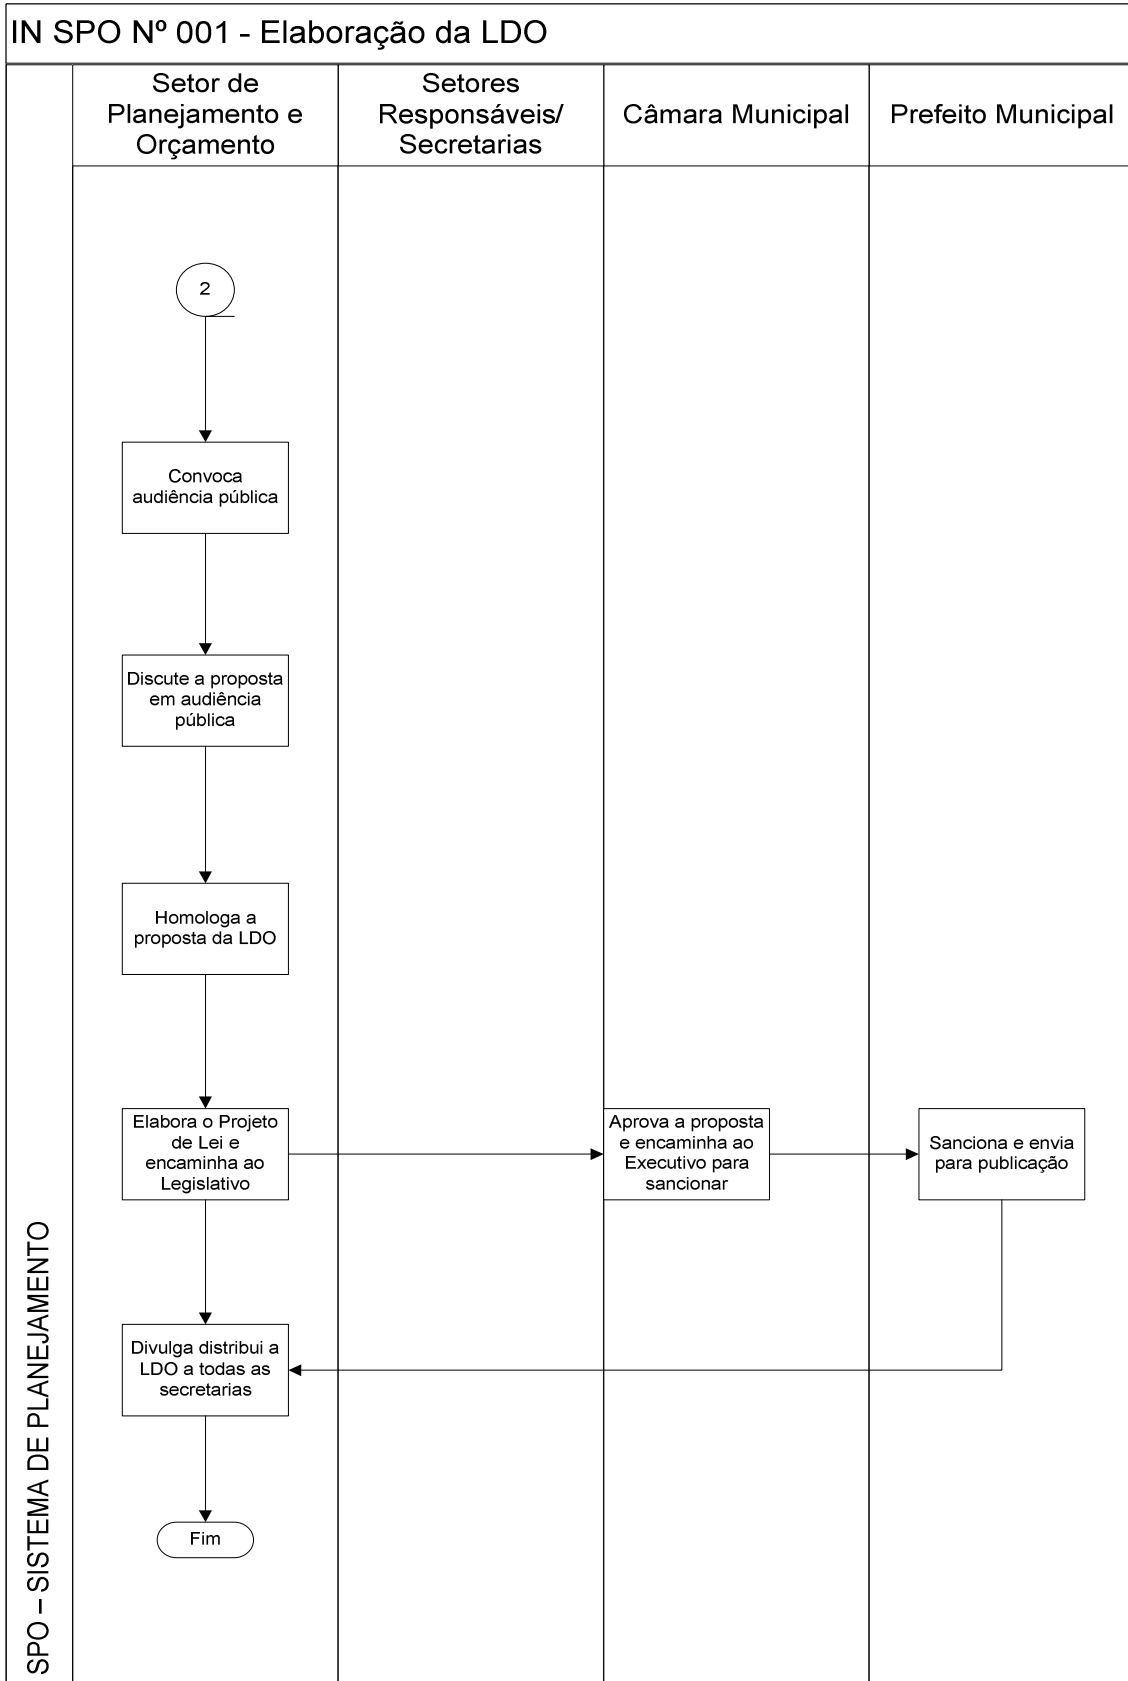 IN SPO Nº 001 - Elaboração da LDO
Setor de
Planejamento e
Orçamento
Setores
Responsáveis/
Secretarias
Câmara Municipal
Prefeito Municipal
2
Convoca
audiência pública
Discute a proposta
em audiência
pública
Homologa a
proposta da LDO
Elabora o Projeto
de Lei e
encaminha ao
Legislativo
Aprova a proposta
e encaminha ao
Executivo para
sancionar
Sanciona e envia
para publicação
Divulga distribui a
LDO a todas as
secretarias
Fim
SPO – SISTEMA DE PLANEJAMENTO